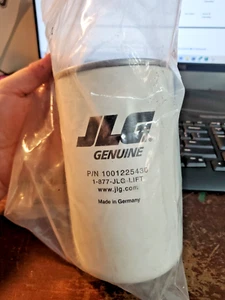 JLG
GENUINE
P/N 1001225430
1-877-JLG-LIFT
www.jlg.com
Made in Germany